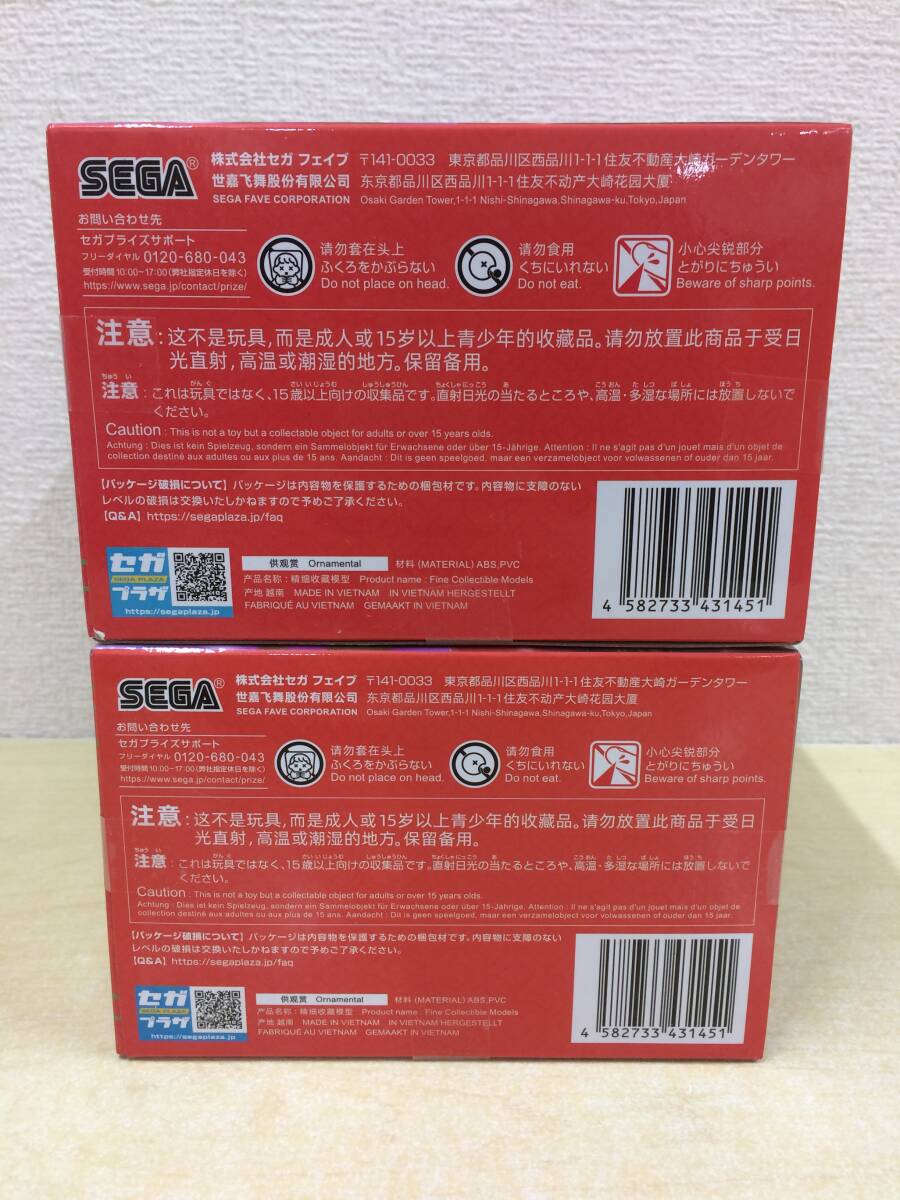 SEGA®
株式会社セガ フェイブ 〒141-0033 東京都品川区西品川1-1-1住友不動産大崎ガーデンタワー
世嘉飞舞股份有限公司 东京都品川区西品川1-1-1住友不动产大崎花园大厦
SEGA FAVE CORPORATION Osaki Garden Tower,1-1-1 Nishi-Shinagawa,Shinagawa-ku,Tokyo,Japan
お問い合わせ先
セガプライズサポート
フリーダイヤル 0120-680-043
受付時間 10:00~17:00(弊社指定休日を除く)
https://www.sega.jp/contact/prize/
请勿套在头上
ふくろをかぶらない
Do not place on head.
请勿食用
くちにいれない
Do not eat.
小心尖锐部分
とがりにちゅうい
Beware of sharp points.
注意:这不是玩具,而是成人或15岁以上青少年的收藏品。请勿放置此商品于受日
光直射,高温或潮湿的地方。保留备用。
注意:これは玩具ではなく、15歳以上向けの収集品です。直射日光の当たるところや、高温・多湿な場所には放置しないで
ください。
Caution : This is not a toy but a collectable object for adults or over 15 years olds.
Achtung : Dies ist kein Spielzeug, sondern ein Sammelobjekt für Erwachsene oder über 15-Jährige. Attention : Il ne s'agit pas d'un jouet mais d'un objet de
collection destiné aux adultes ou aux plus de 15 ans. Aandacht : Dit is geen speelgoed, maar een verzamelobject voor volwassenen of ouder dan 15 jaar.
【パッケージ破損について】パッケージは内容物を保護するための梱包材です。内容物に支障のない
レベルの破損は交換いたしかねますので予めご了承ください。
【Q&A】https://segaplaza.jp/faq
セガ
SEGA PLAZA
プラザ
https://segaplaza.jp
供观赏 Ornamental 材料(MATERIAL)ABS,PVC
产品名称:精细收藏模型 Product name : Fine Collectible Models
产地 越南 MADE IN VIETNAM IN VIETNAM HERGESTELLT
FABRIQUÉ AU VIETNAM GEMAAKT IN VIETNAM
4 582733 431451
SEGA®
株式会社セガ フェイブ 〒141-0033 東京都品川区西品川1-1-1住友不動産大崎ガーデンタワー
世嘉飞舞股份有限公司 东京都品川区西品川1-1-1住友不动产大崎花园大厦
SEGA FAVE CORPORATION Osaki Garden Tower,1-1-1 Nishi-Shinagawa,Shinagawa-ku,Tokyo,Japan
お問い合わせ先
セガプライズサポート
フリーダイヤル 0120-680-043
受付時間 10:00~17:00(弊社指定休日を除く)
https://www.sega.jp/contact/prize/
请勿套在头上
ふくろをかぶらない
Do not place on head.
请勿食用
くちにいれない
Do not eat.
小心尖锐部分
とがりにちゅうい
Beware of sharp points.
注意:这不是玩具,而是成人或15岁以上青少年的收藏品。请勿放置此商品于受日
光直射,高温或潮湿的地方。保留备用。
注意:これは玩具ではなく、15歳以上向けの収集品です。直射日光の当たるところや、高温・多湿な場所には放置しないで
ください。
Caution : This is not a toy but a collectable object for adults or over 15 years olds.
Achtung : Dies ist kein Spielzeug, sondern ein Sammelobjekt für Erwachsene oder über 15-Jährige. Attention : Il ne s'agit pas d'un jouet mais d'un objet de
collection destiné aux adultes ou aux plus de 15 ans. Aandacht : Dit is geen speelgoed, maar een verzamelobject voor volwassenen of ouder dan 15 jaar.
【パッケージ破損について】パッケージは内容物を保護するための梱包材です。内容物に支障のない
レベルの破損は交換いたしかねますので予めご了承ください。
【Q&A】https://segaplaza.jp/faq
セガ
SEGA PLAZA
プラザ
https://segaplaza.jp
供观赏 Ornamental 材料(MATERIAL)ABS,PVC
产品名称:精细收藏模型 Product name : Fine Collectible Models
产地 越南 MADE IN VIETNAM IN VIETNAM HERGESTELLT
FABRIQUÉ AU VIETNAM GEMAAKT IN VIETNAM
4 582733 431451